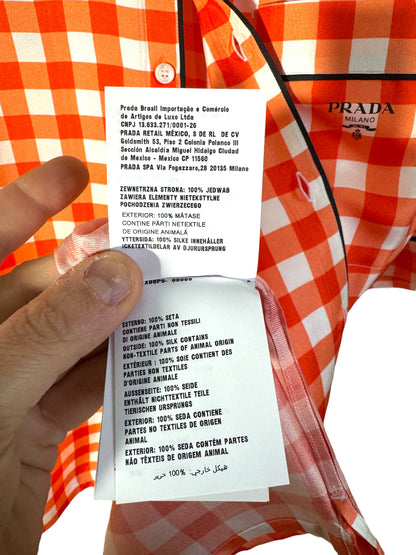 Prada Brasil Importação e Comércio
de Artigos de Luxo Ltda
CNPJ 13.633.271/0001-26
PRADA RETAIL MÉXICO, S DE RL DE CV
Goldsmith 53, Piso 2 Colonia Polanco III
Sección Alcaldía Miguel Hidalgo Ciudad
de Mexico - Mexico CP 11560
PRADA SPA Via Fogazzaro,28 20135 Milano
ZEWNETRZNA STRONA: 100% JEDWAB
ZAWIERA ELEMENTY NIETEKSTYLNE
POCHODZENIA ZWIERZECEGO
EXTERIOR: 100% MĂTASE
CONȚINE PĂRȚI NETEXTILE
DE ORIGINE ANIMALĂ
YTTERSIDA: 100% SILKE INNEHÅLLER
ICKETEXTILDELAR AV DJURURSPRUNG
ESTERNO: 100% SETA
CONTIENE PARTI NON TESSILI
DI ORIGINE ANIMALE
OUTSIDE: 100% SILK CONTAINS
NON-TEXTILE PARTS OF ANIMAL ORIGIN
EXTÉRIEUR : 100% SOIE CONTIENT DES
PARTIES NON TEXTILES
D'ORIGINE ANIMALE
AUSSENSEITE: 100% SEIDE
ENTHÄLT NICHTTEXTILE TEILE
TIERISCHEN URSPRUNGS
EXTERIOR: 100% SEDA CONTIENE
PARTES NO TEXTILES DE ORIGEN
ANIMAL
EXTERIOR: 100% SEDA CONTÉM PARTES
NÃO TÊXTEIS DE ORIGEM ANIMAL
هيكل خارجي: %100 حرير
PRADA
MILANO